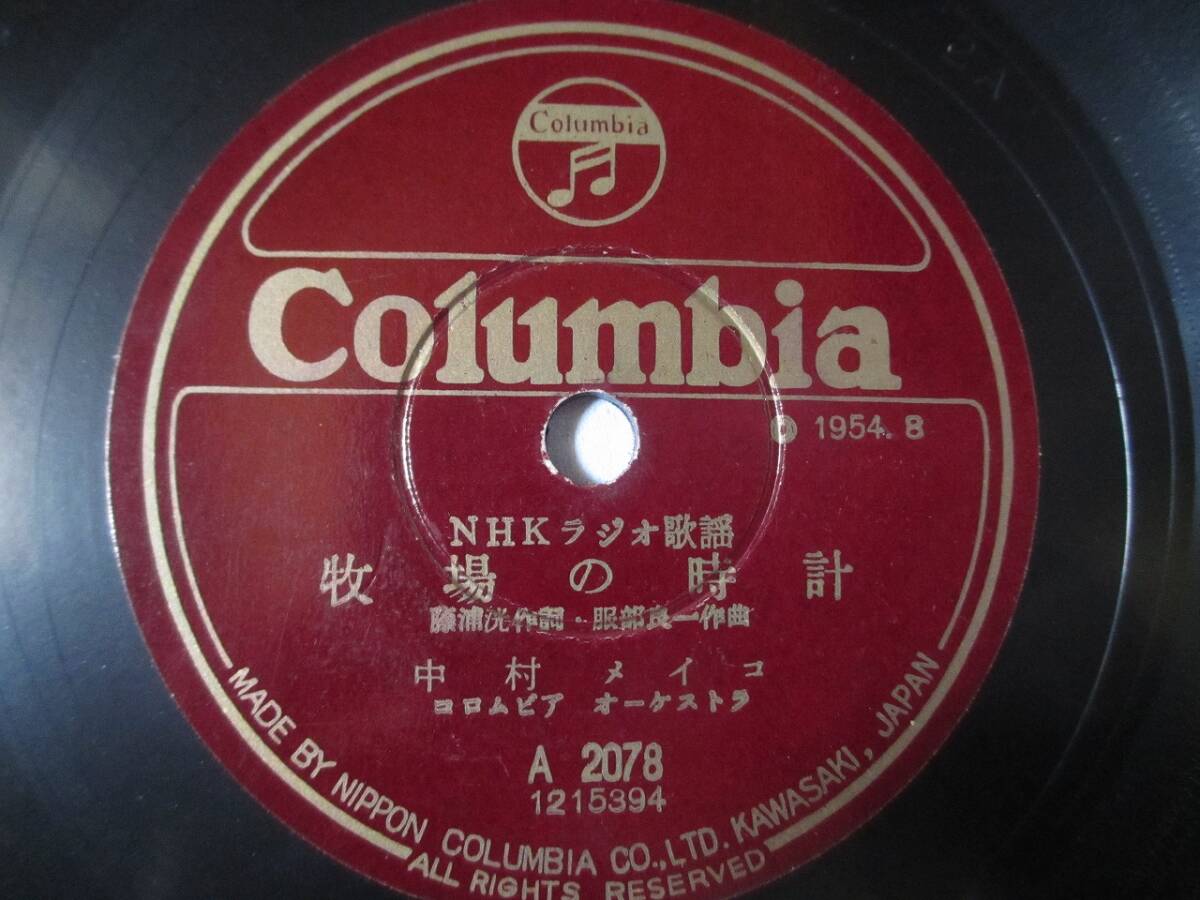 Columbia
Columbia
1954. 8
NHKラジオ歌謡
牧場の時計
藤浦洸作詞・服部良一作曲
中村メイコ
コロムビア オーケストラ
A 2078
1215394
MADE BY NIPPON COLUMBIA CO., LTD. KAWASAKI, JAPAN
ALL RIGHTS RESERVED